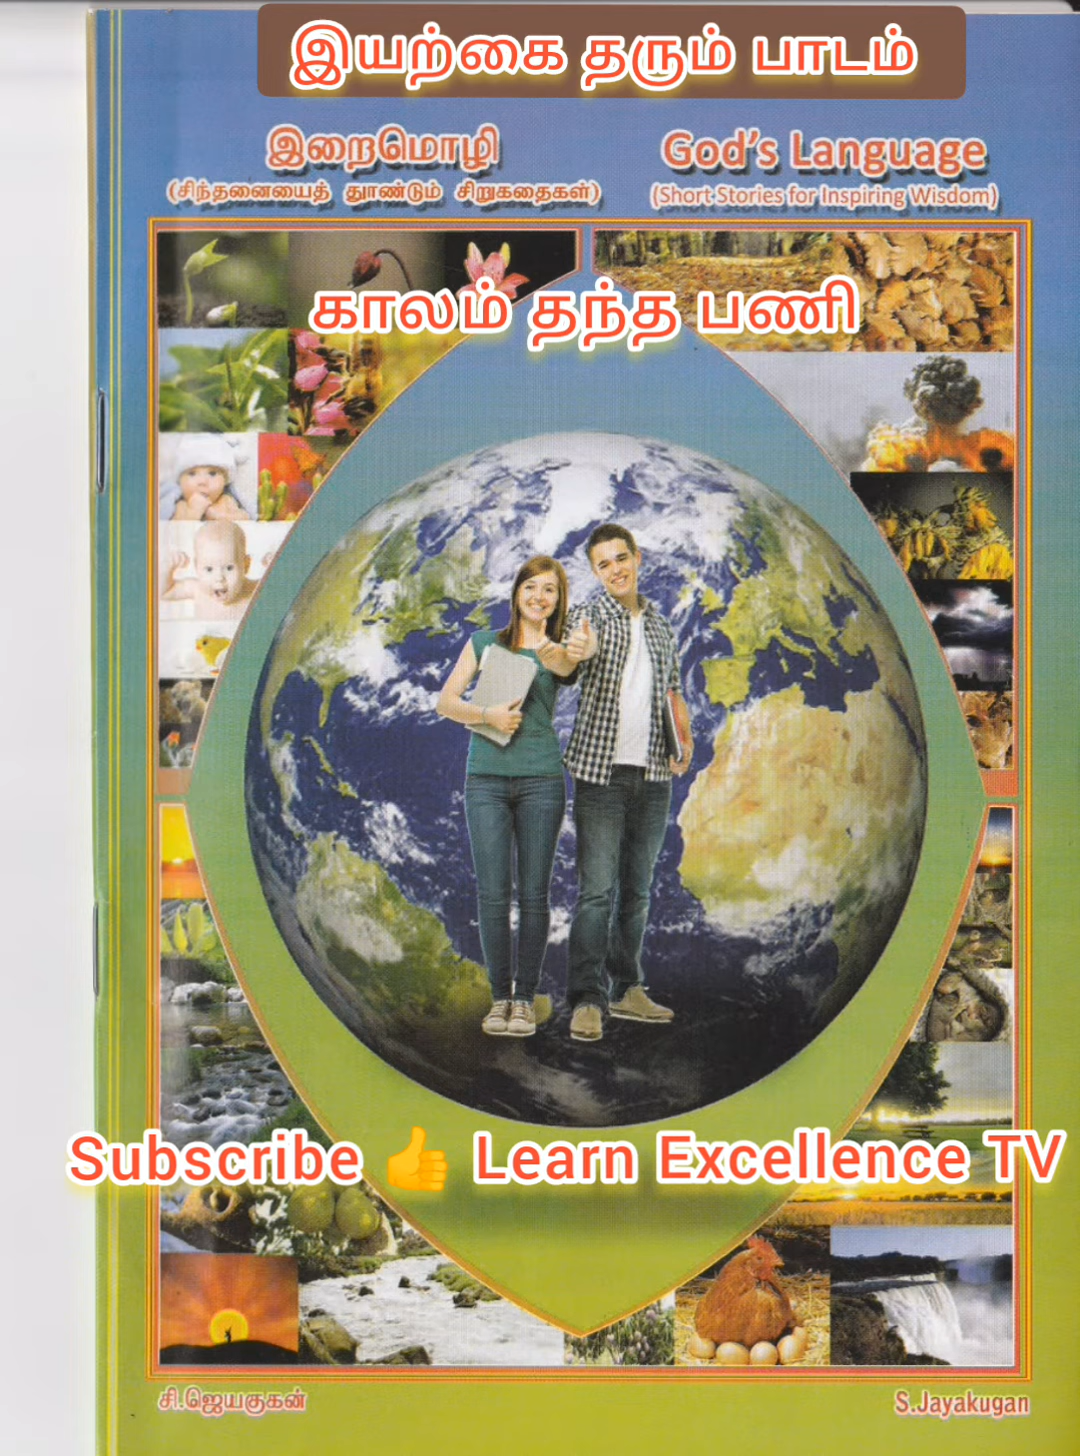 இயற்கை தரும் பாடம்
இறைமொழி
(சிந்தனையைத் தூண்டும் சிறுகதைகள்)
God's Language
(Short Stories for Inspiring Wisdom)
காலம் தந்த பணி
Subscribe 👍 Learn Excellence TV
சி.ஜெயகுகன்
S.Jayakugan